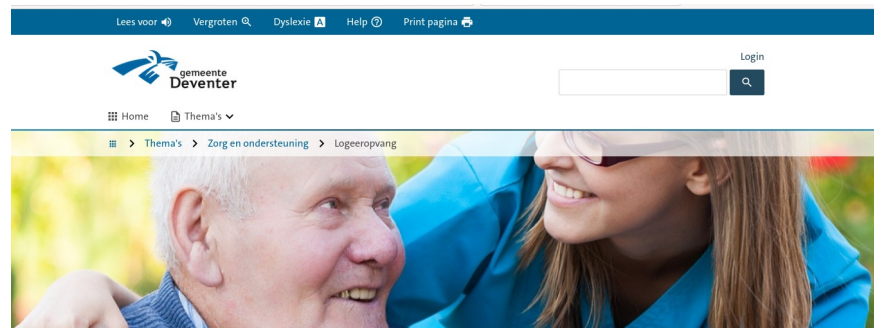 Lees voor
Vergroten
Dyslexie A
Help
Print pagina
gemeente
Deventer
Login
Home
Thema's
Thema's > Zorg en ondersteuning > Logeeropvang